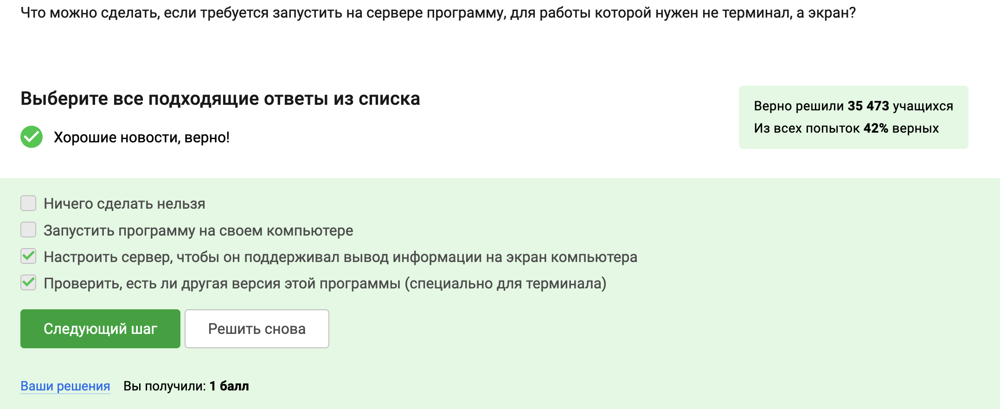 Что можно сделать, если требуется запустить на сервере программу, для работы которой нужен не терминал, а экран?
Выберите все подходящие ответы из списка
Верно решили 35 473 учащихся
Из всех попыток 42% верных
Хорошие новости, верно!
Ничего сделать нельзя
Запустить программу на своем компьютере
Настроить сервер, чтобы он поддерживал вывод информации на экран компьютера
Проверить, есть ли другая версия этой программы (специально для терминала)
Следующий шаг Решить снова
Ваши решения Вы получили: 1 балл